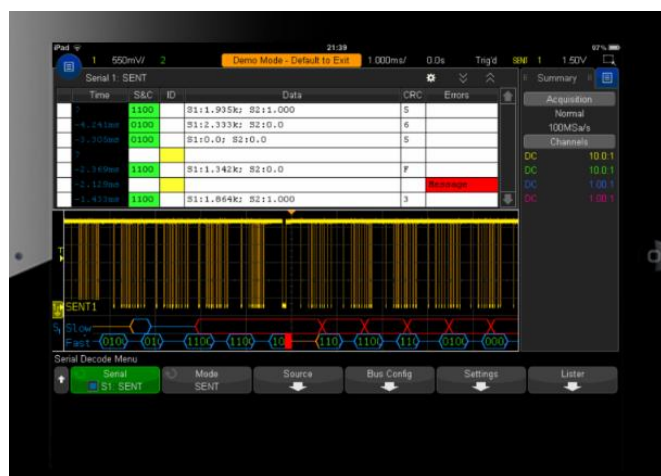 iPad 21:39 97%
1 550mV/ 2 Demo Mode - Default to Exit 1.000ms/ 0.0s Trig'd SENT 1 1.50V
Serial 1: SENT Summary
Time S&C ID Data CRC Errors
? 1100 S1:1.935k; S2:1.000 5
-4.241ms 0100 S1:2.333k; S2:0.0 6
-2.305ms 0100 S1:0.0; S2:0.0 5
?
-2.369ms 1100 S1:1.342k; S2:0.0 F
-2.129ms Message
-1.413ms 1100 S1:1.864k; S2:1.000 3
Acquisition
Normal
100MSa/s
Channels
DC 10.0:1
DC 10.0:1
DC 1.00:1
DC 1.00:1
T
SENT1
S1 Slow
Fast 0100 010 1100 1100 10 110 1100 110 0100 000
Serial Decode Menu
Serial Mode Source Bus Config Settings Lister
S1: SENT SENT